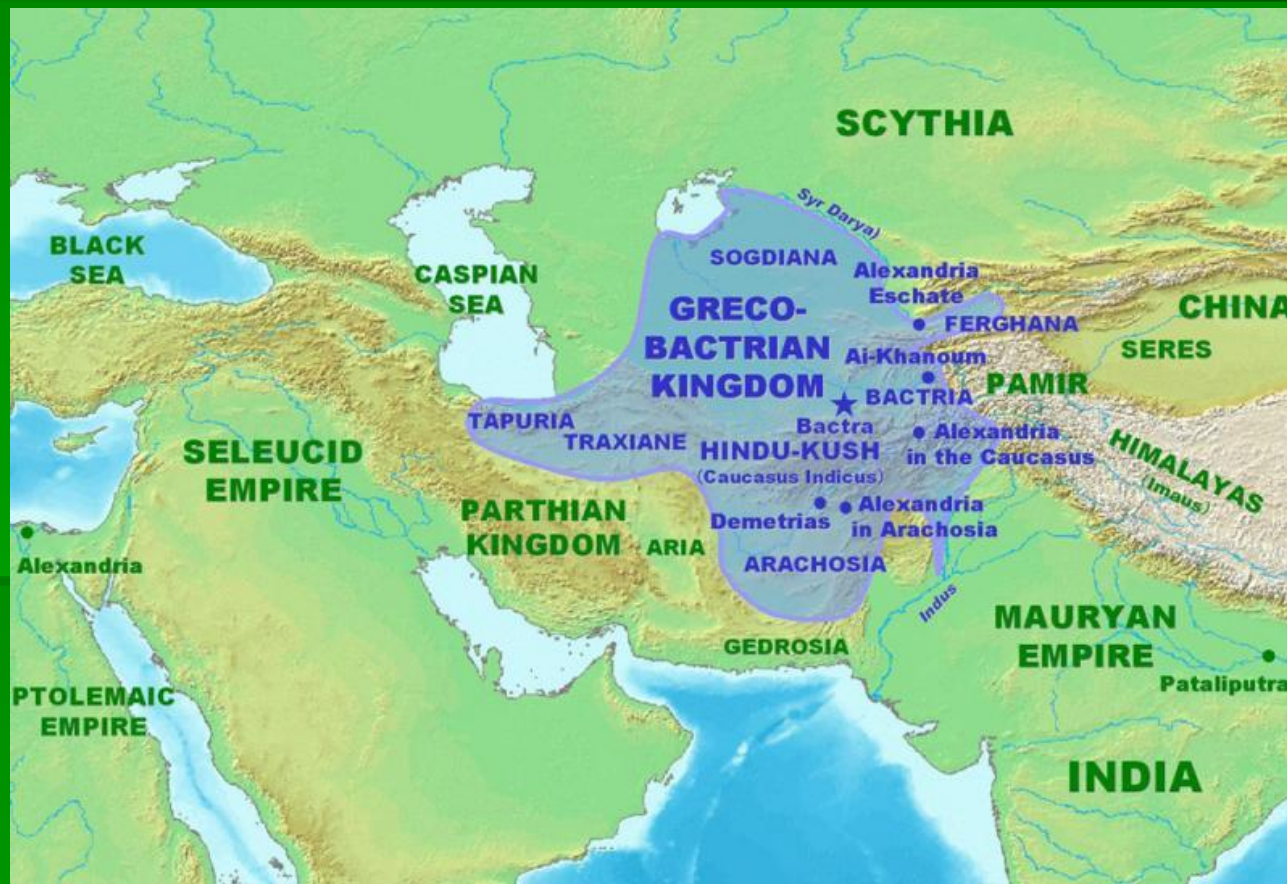 SCYTHIA
Syr Darya)
BLACK
SEA
CASPIAN
SEA
SOGDIANA
Alexandria
Eschate
GRECO-
BACTRIAN
KINGDOM
FERGHANA
CHINA
SERES
Ai-Khanoum
PAMIR
BACTRIA
Bactra
TAPURIA
TRAXIANE
HINDU-KUSH
(Caucasus Indicus)
Alexandria
in the Caucasus
HIMALAYAS
(Imaus)
SELEUCID
EMPIRE
PARTHIAN
KINGDOM
ARIA
Demetrias
Alexandria
in Arachosia
ARACHOSIA
Alexandria
Indus
GEDROSIA
MAURYAN
EMPIRE
Pataliputra
PTOLEMAIC
EMPIRE
INDIA